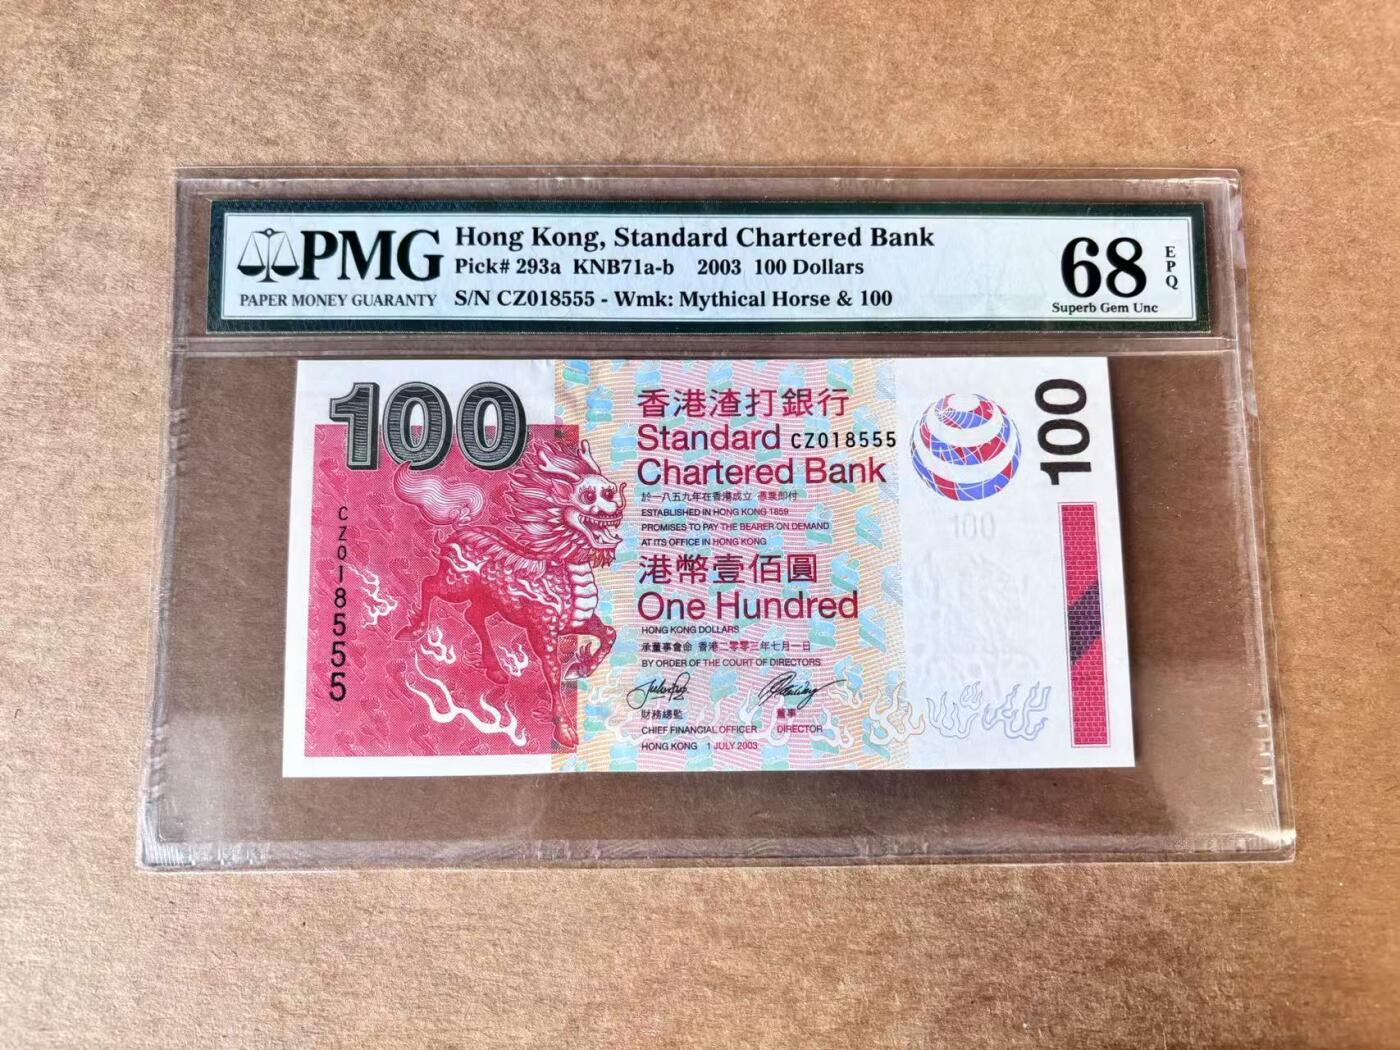 PMG
PAPER MONEY GUARANTY
Hong Kong, Standard Chartered Bank
Pick# 293a KNB71a-b 2003 100 Dollars
S/N CZ018555 - Wmk: Mythical Horse & 100
68
EPQ
Superb Gem Unc
100
CZ018555
香港渣打銀行
Standard CZ018555
Chartered Bank
於一八五九年在香港成立 憑票即付
ESTABLISHED IN HONG KONG 1859
PROMISES TO PAY THE BEARER ON DEMAND
AT ITS OFFICE IN HONG KONG
港幣壹佰圓
One Hundred
HONG KONG DOLLARS
承董事會命 香港二零零三年七月一日
BY ORDER OF THE COURT OF DIRECTORS
財務總監 董事
CHIEF FINANCIAL OFFICER DIRECTOR
HONG KONG 1 JULY 2003
100
100